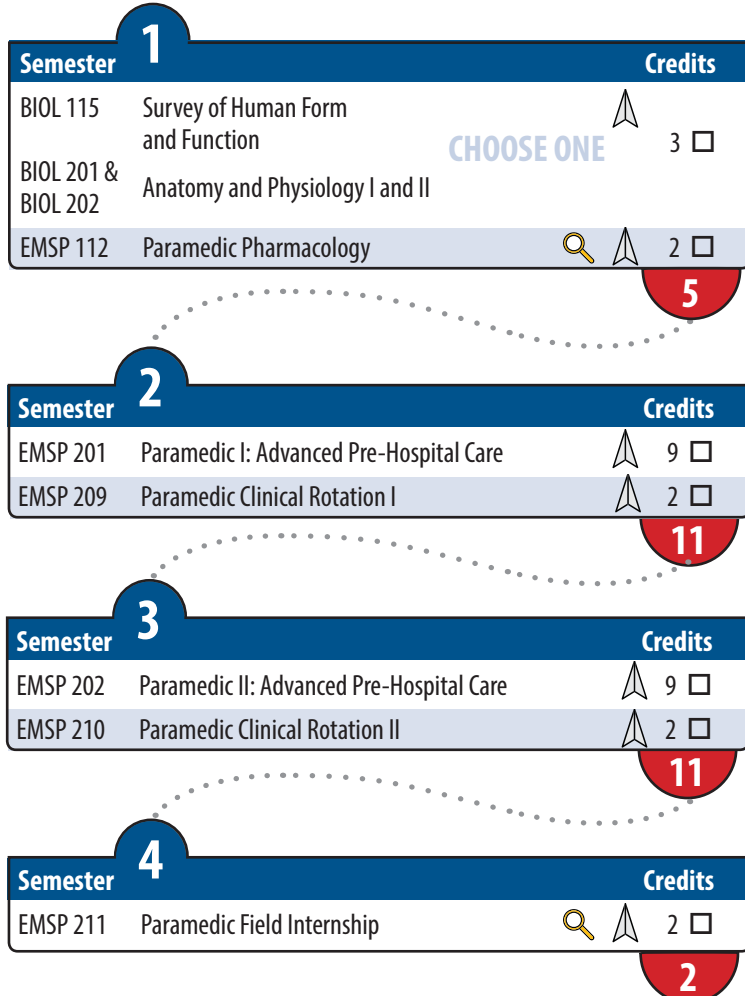 1
Semester Credits
BIOL 115 Survey of Human Form
and Function
CHOOSE ONE 3
BIOL 201 &
BIOL 202
Anatomy and Physiology I and II
EMSP 112 Paramedic Pharmacology 2
5
2
Semester Credits
EMSP 201 Paramedic I: Advanced Pre-Hospital Care 9
EMSP 209 Paramedic Clinical Rotation I 2
11
3
Semester Credits
EMSP 202 Paramedic II: Advanced Pre-Hospital Care 9
EMSP 210 Paramedic Clinical Rotation II 2
11
4
Semester Credits
EMSP 211 Paramedic Field Internship 2
2